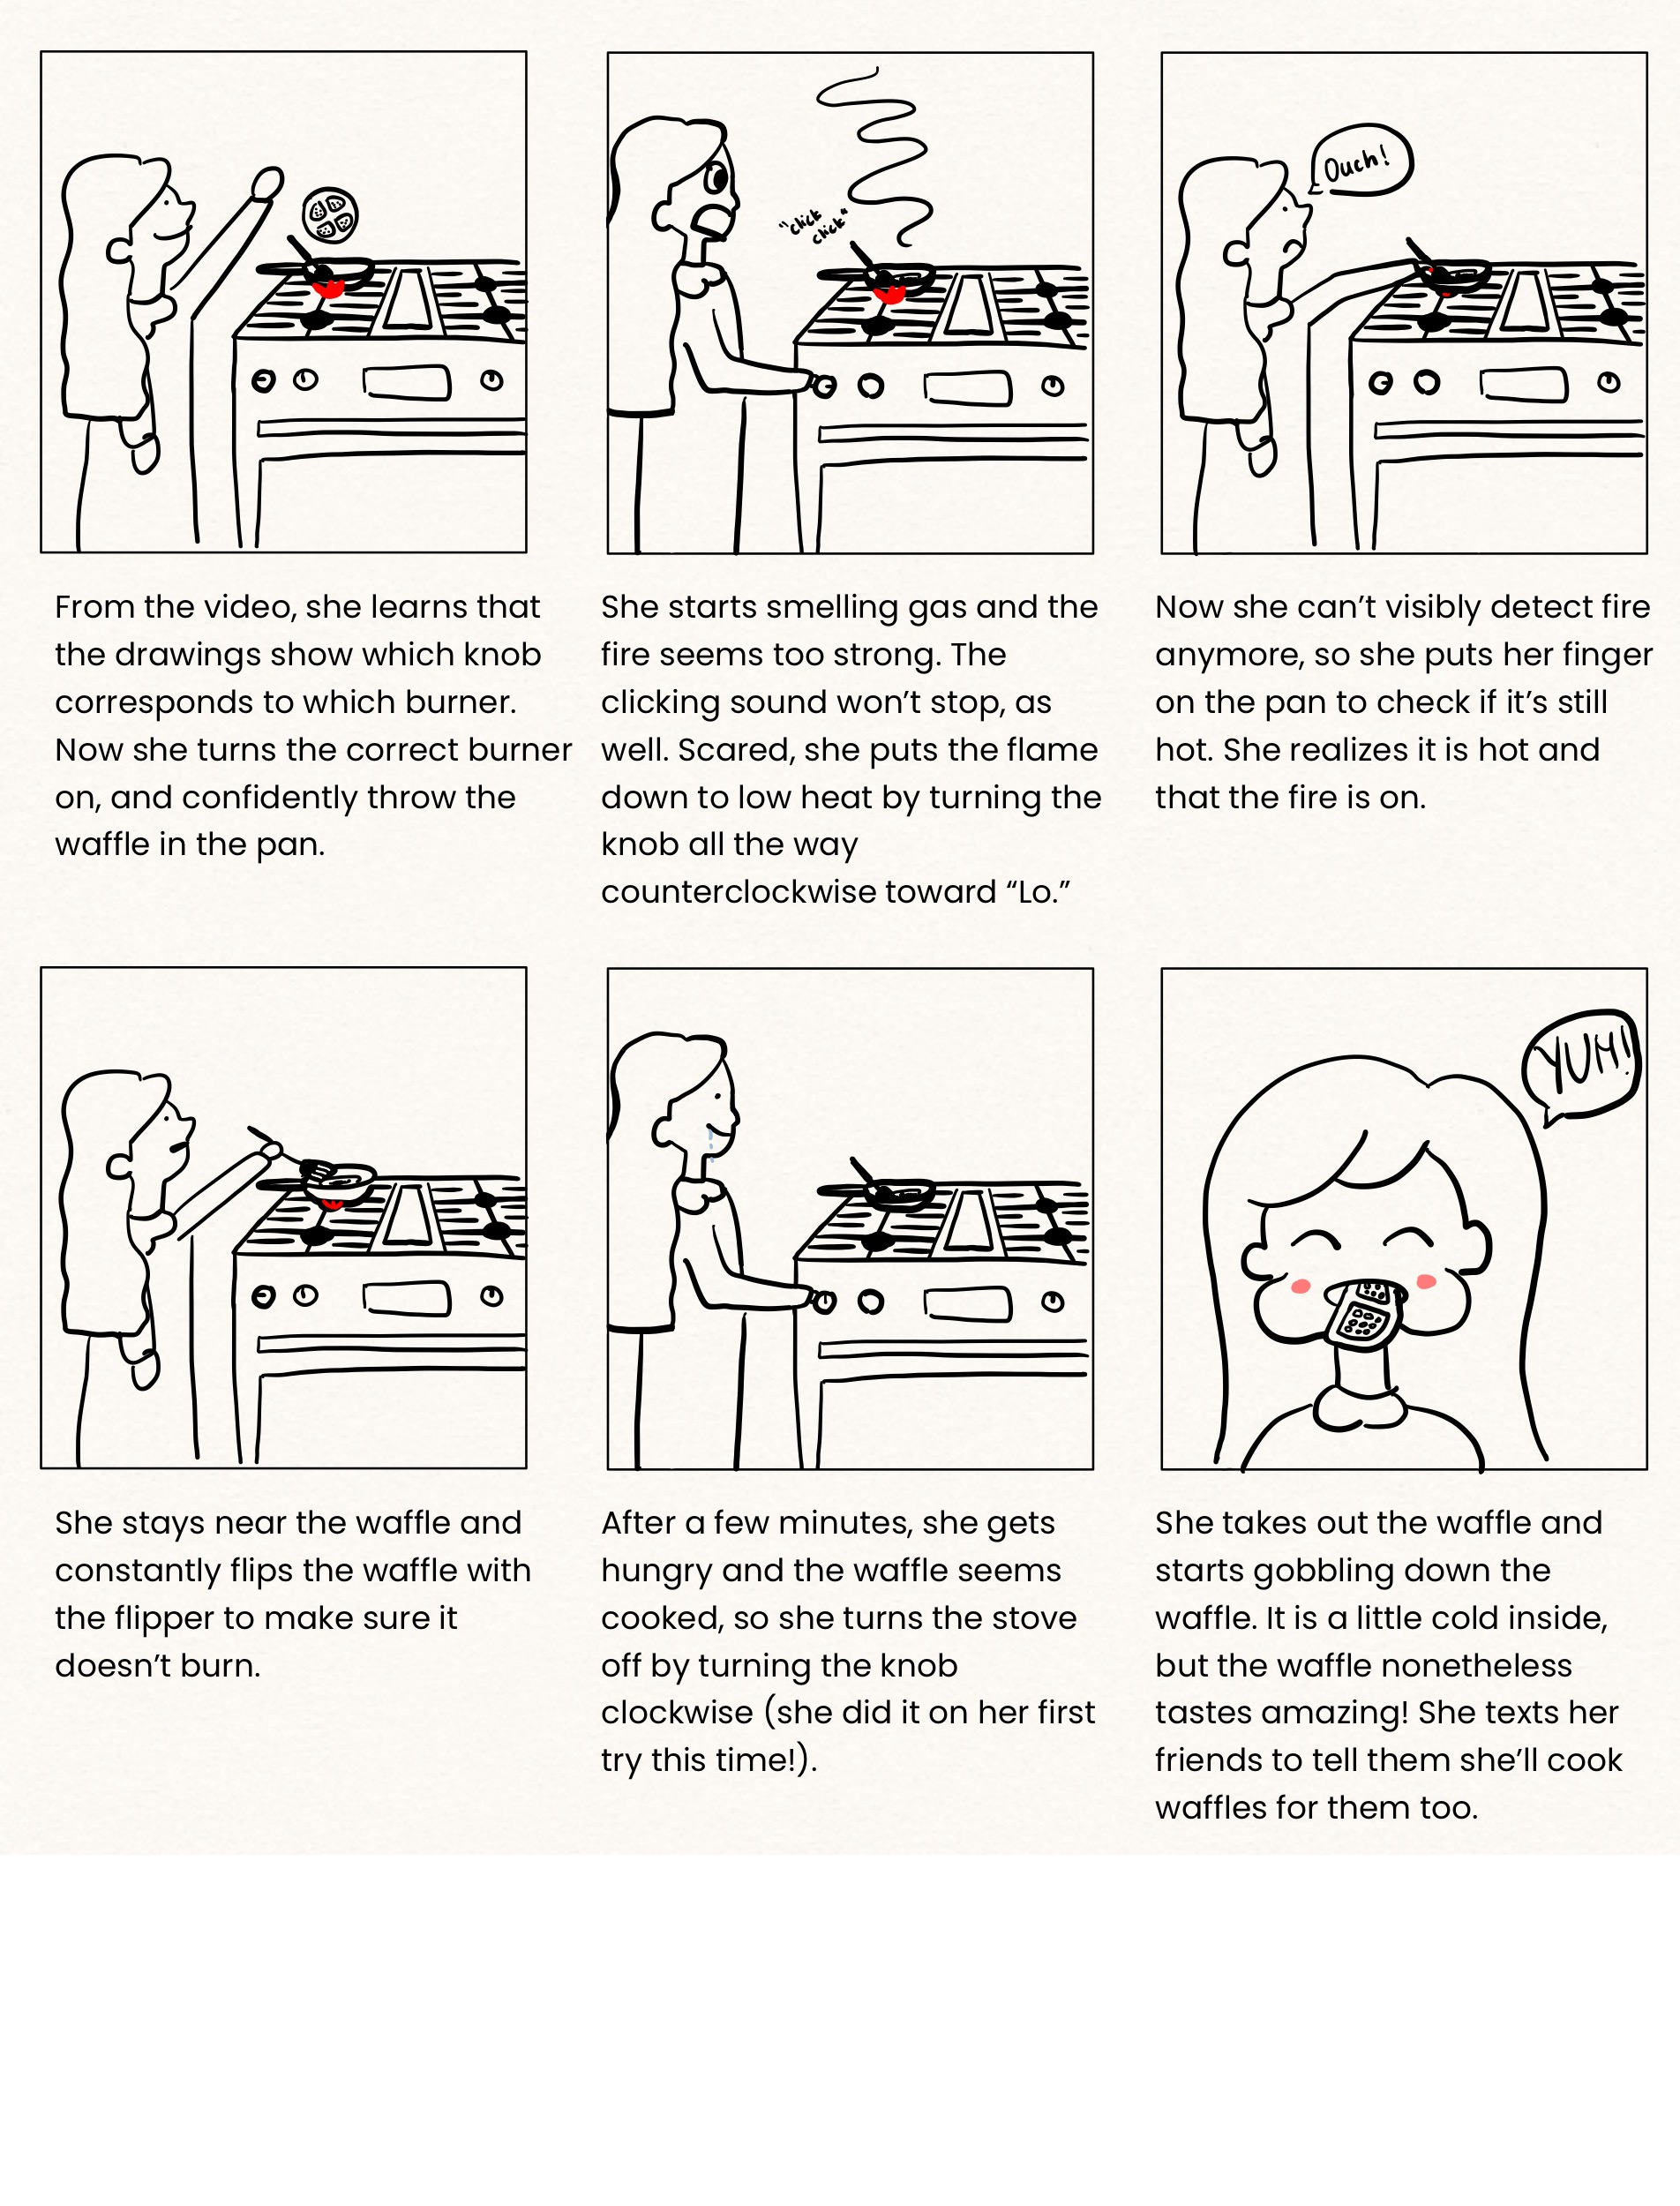 "click
click"
Ouch!
From the video, she learns that
the drawings show which knob
corresponds to which burner.
Now she turns the correct burner
on, and confidently throw the
waffle in the pan.
She starts smelling gas and the
fire seems too strong. The
clicking sound won’t stop, as
well. Scared, she puts the flame
down to low heat by turning the
knob all the way
counterclockwise toward “Lo.”
Now she can’t visibly detect fire
anymore, so she puts her finger
on the pan to check if it’s still
hot. She realizes it is hot and
that the fire is on.
YUM!
She stays near the waffle and
constantly flips the waffle with
the flipper to make sure it
doesn’t burn.
After a few minutes, she gets
hungry and the waffle seems
cooked, so she turns the stove
off by turning the knob
clockwise (she did it on her first
try this time!).
She takes out the waffle and
starts gobbling down the
waffle. It is a little cold inside,
but the waffle nonetheless
tastes amazing! She texts her
friends to tell them she’ll cook
waffles for them too.